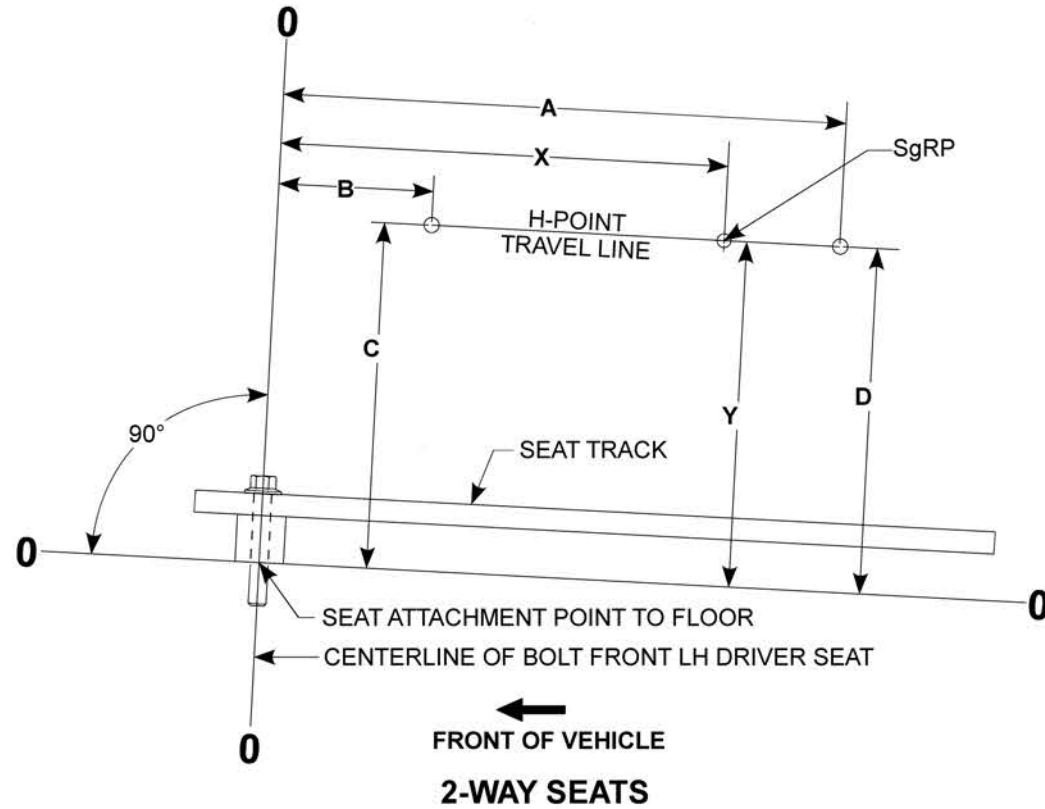 0
A
X
SgRP
B
H-POINT
TRAVEL LINE
C
D
Y
90°
SEAT TRACK
0
0
SEAT ATTACHMENT POINT TO FLOOR
CENTERLINE OF BOLT FRONT LH DRIVER SEAT
0
FRONT OF VEHICLE
2-WAY SEATS